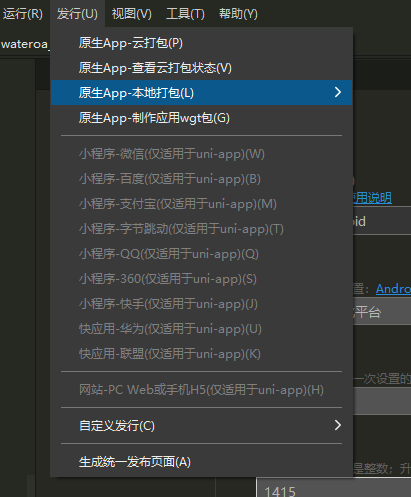 运行(R) 发行(U) 视图(V) 工具(T) 帮助(Y)
wateroa_
原生App-云打包(P)
原生App-查看云打包状态(V)
原生App-本地打包(L)
原生App-制作应用wgt包(G)
小程序-微信(仅适用于uni-app)(W)
小程序-百度(仅适用于uni-app)(B)
小程序-支付宝(仅适用于uni-app)(M)
小程序-字节跳动(仅适用于uni-app)(T)
小程序-QQ(仅适用于uni-app)(Q)
小程序-360(仅适用于uni-app)(S)
小程序-快手(仅适用于uni-app)(J)
快应用-华为(仅适用于uni-app)(U)
快应用-联盟(仅适用于uni-app)(K)
网站-PC Web或手机H5(仅适用于uni-app)(H)
自定义发行(C)
生成统一发布页面(A)
使用说明
oid
置：Andro
平台
一次设置的
是整数；升
1415